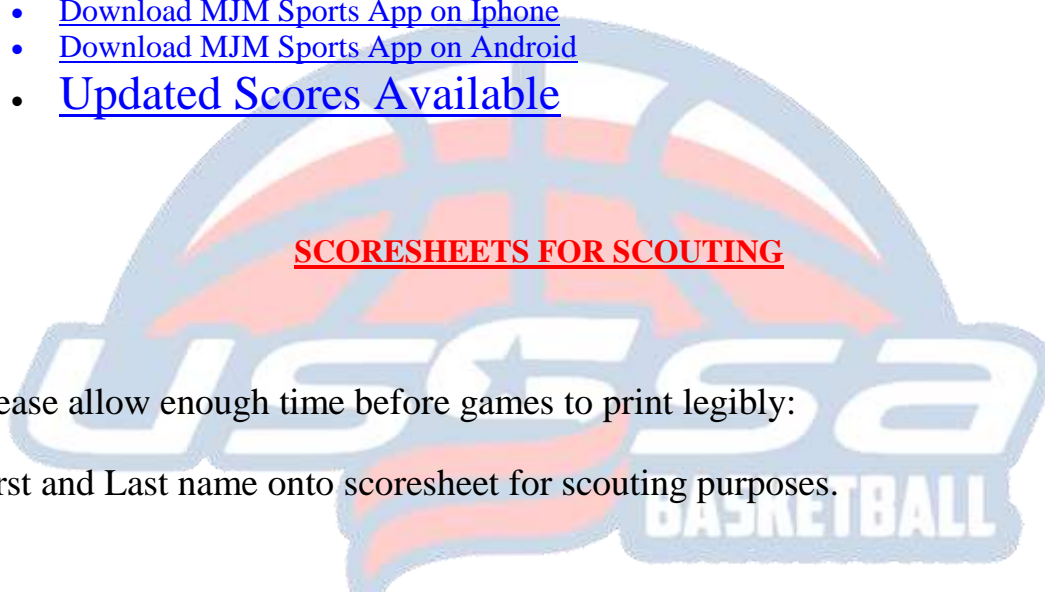 • Download MJM Sports App on Iphone
• Download MJM Sports App on Android
• Updated Scores Available
SCORESHEETS FOR SCOUTING
ease allow enough time before games to print legibly:
rst and Last name onto scoresheet for scouting purposes.
USSSA
BASKETBALL